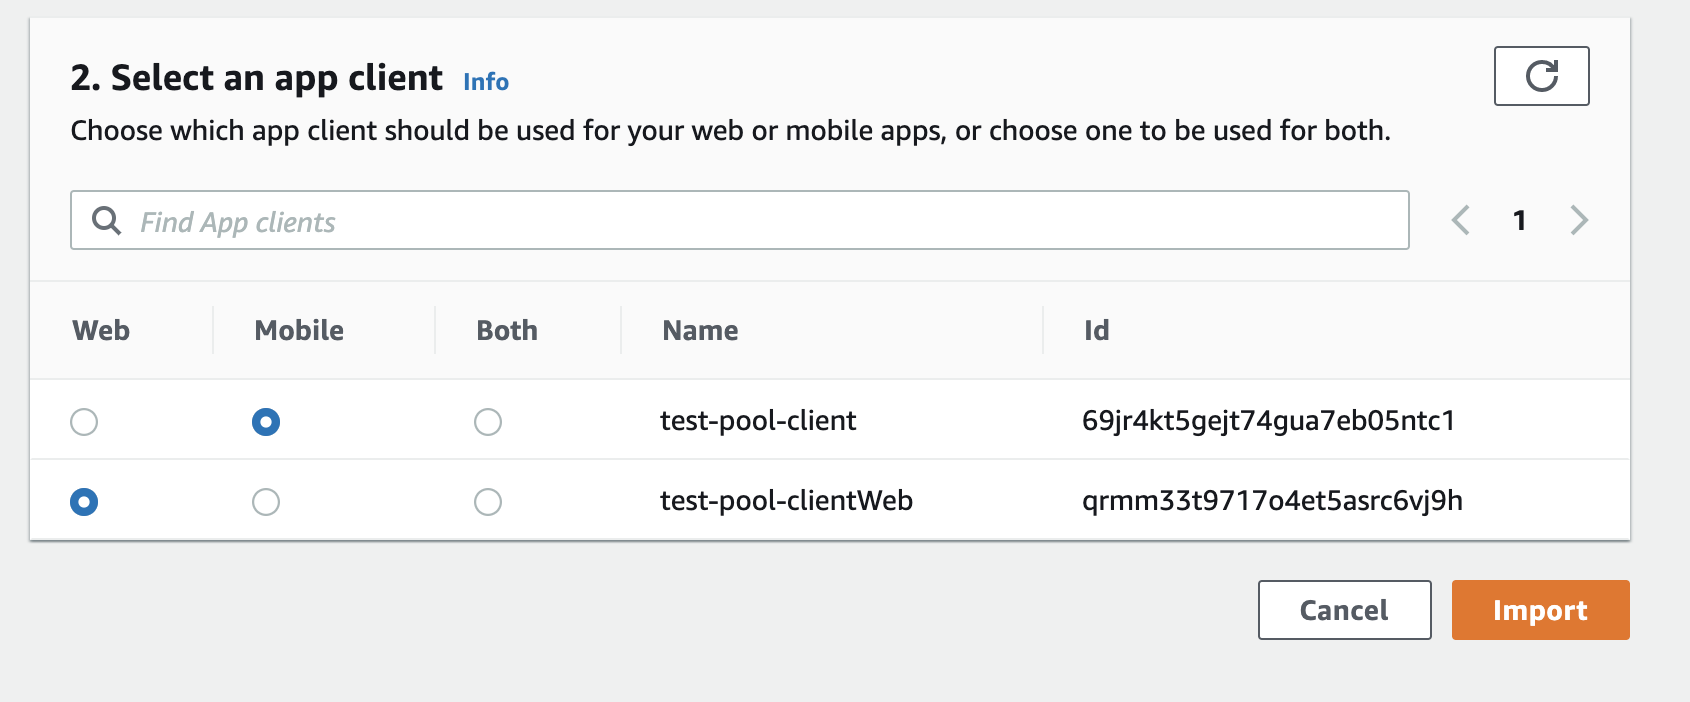 2. Select an app client Info
Choose which app client should be used for your web or mobile apps, or choose one to be used for both.
Find App clients 1
Web Mobile Both Name Id
test-pool-client 69jr4kt5gejt74gua7eb05ntc1
test-pool-clientWeb qrmm33t9717o4et5asrc6vj9h
Cancel Import